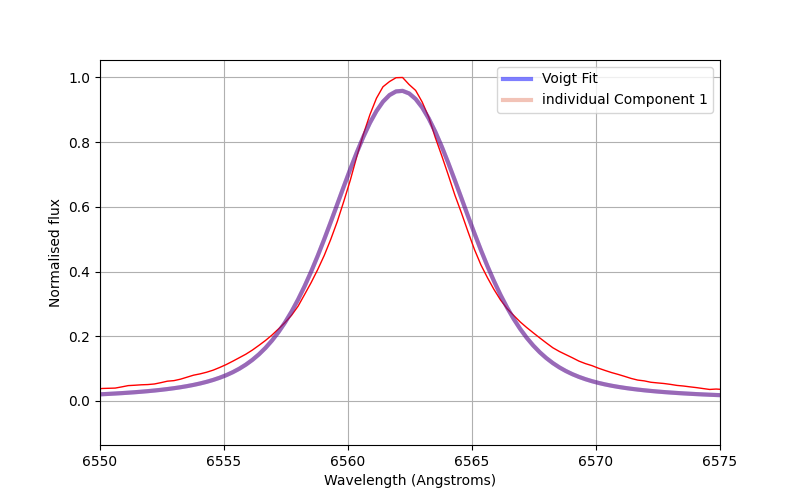 Voigt Fit
individual Component 1
1.0
0.8
0.6
0.4
0.2
0.0
Normalised flux
6550 6555 6560 6565 6570 6575
Wavelength (Angstroms)